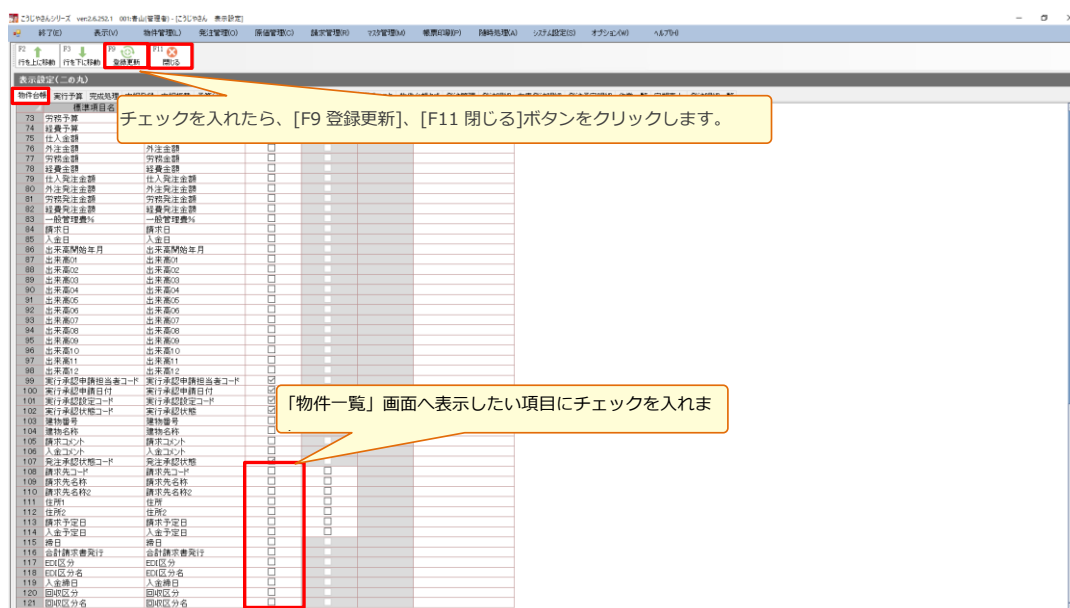 こうじやさんシリーズ ver.2.6.252.1 001:青山(管理者) - [こうじやさん 表示設定]
終了(E) 表示(V) 物件管理(L) 発注管理(O) 原価管理(C) 請求管理(R) マスタ管理(M) 帳票印刷(P) 随時処理(A) システム設定(S) オプション(W) ヘルプ(H)
F2 F3 F9 F11
行を上に移動 行を下に移動 登録更新 閉じる
表示設定(二の丸)
物件台帳 実行予算 完成処理
標準項目名
チェックを入れたら、[F9 登録更新]、[F11 閉じる]ボタンをクリックします。
73 労務予算
74 経費予算
75 仕入金額
76 外注金額 外注金額
77 労務金額 労務金額
78 経費金額 経費金額
79 仕入発注金額 仕入発注金額
80 外注発注金額 外注発注金額
81 労務発注金額 労務発注金額
82 経費発注金額 経費発注金額
83 一般管理費% 一般管理費%
84 請求日 請求日
85 入金日 入金日
86 出来高開始年月 出来高開始年月
87 出来高01 出来高01
88 出来高02 出来高02
89 出来高03 出来高03
90 出来高04 出来高04
91 出来高05 出来高05
92 出来高06 出来高06
93 出来高07 出来高07
94 出来高08 出来高08
95 出来高09 出来高09
96 出来高10 出来高10
97 出来高11 出来高11
98 出来高12 出来高12
99 実行承認申請担当者コード 実行承認申請担当者コード
100 実行承認申請日付 実行承認申請日付
101 実行承認設定コード 実行承認設定コード
102 実行承認状態コード 実行承認状態
「物件一覧」画面へ表示したい項目にチェックを入れま
103 建物番号 建物番号
104 建物名称 建物名称
105 請求コメント 請求コメント
106 入金コメント 入金コメント
107 発注承認状態コード 発注承認状態
108 請求先コード 請求先コード
109 請求先名称 請求先名称
110 請求先名称2 請求先名称2
111 住所1 住所
112 住所2 住所2
113 請求予定日 請求予定日
114 入金予定日 入金予定日
115 締日 締日
116 合計請求書発行 合計請求書発行
117 EDI区分 EDI区分
118 EDI区分名 EDI区分名
119 入金締日 入金締日
120 回収区分 回収区分
121 回収区分名 回収区分名